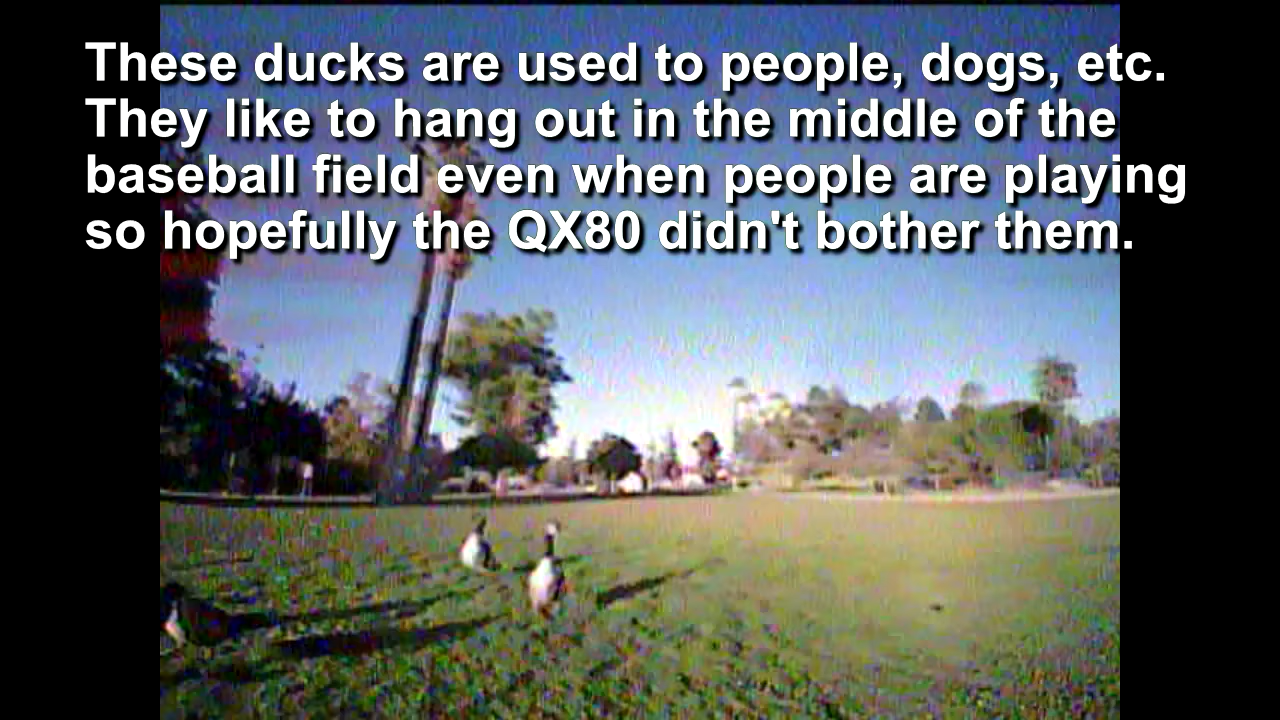 These ducks are used to people, dogs, etc.
They like to hang out in the middle of the
baseball field even when people are playing
so hopefully the QX80 didn't bother them.